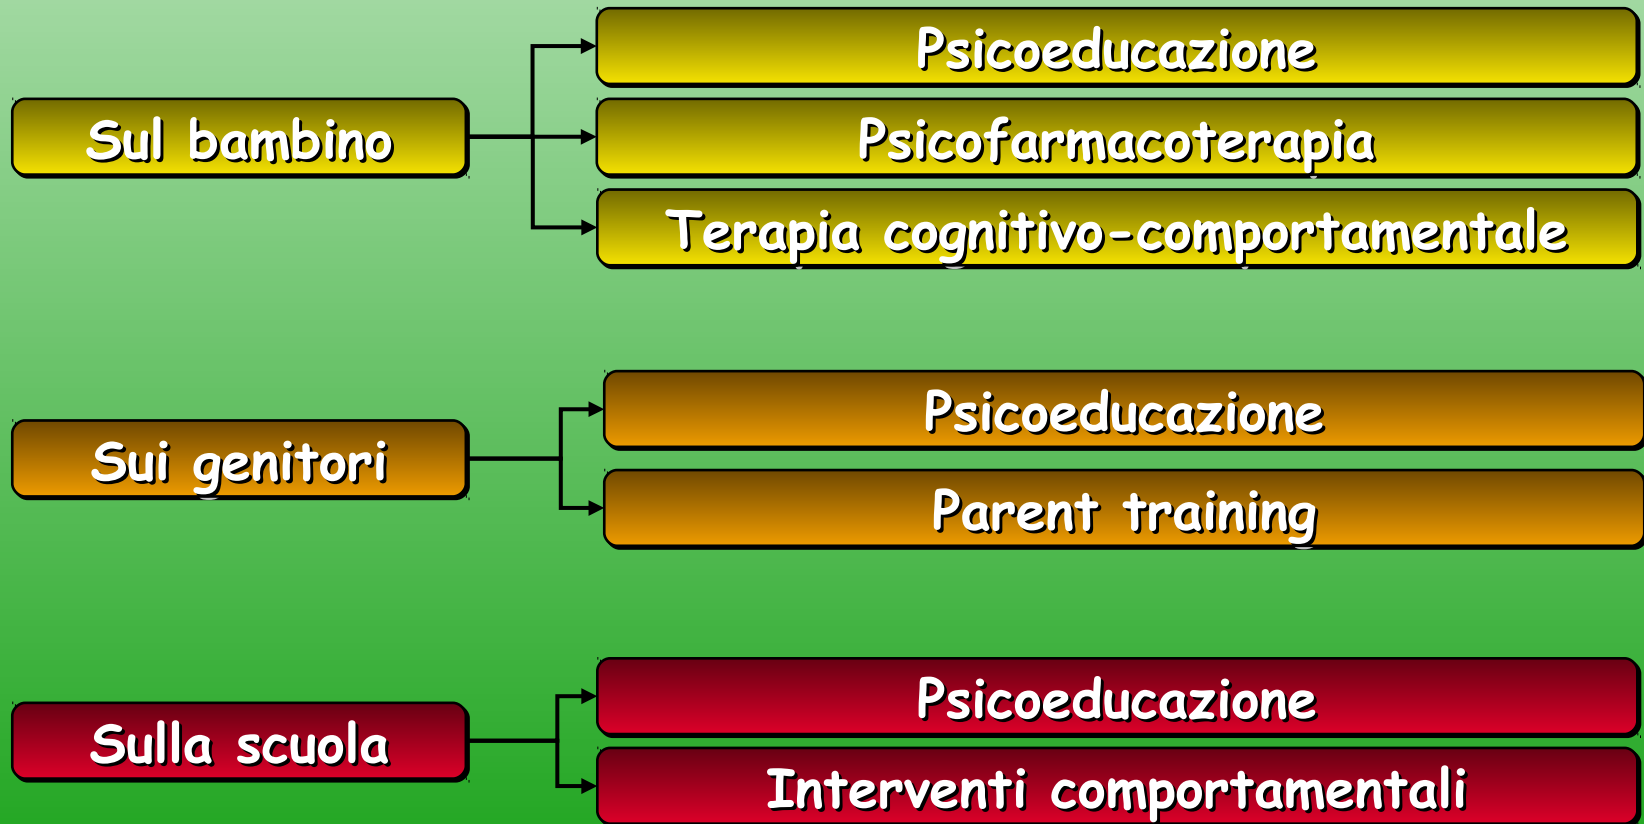 Sul bambino
Psicoeducazione
Psicofarmacoterapia
Terapia cognitivo-comportamentale
Sui genitori
Psicoeducazione
Parent training
Sulla scuola
Psicoeducazione
Interventi comportamentali